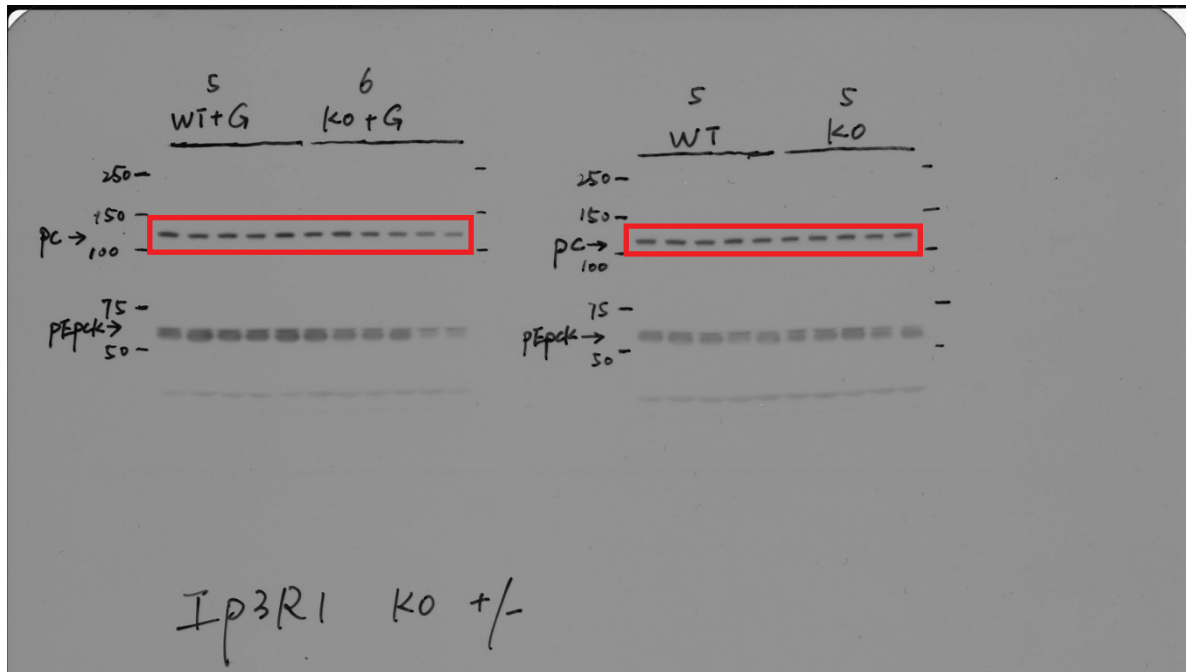 5 6
WT+G KO+G
250-
150-
PC→
100
75-
PEPCK→
50-
5 5
WT KO
250-
150-
PC→
100
75-
PEPCK→
50-
Ip3R1 KO +/-